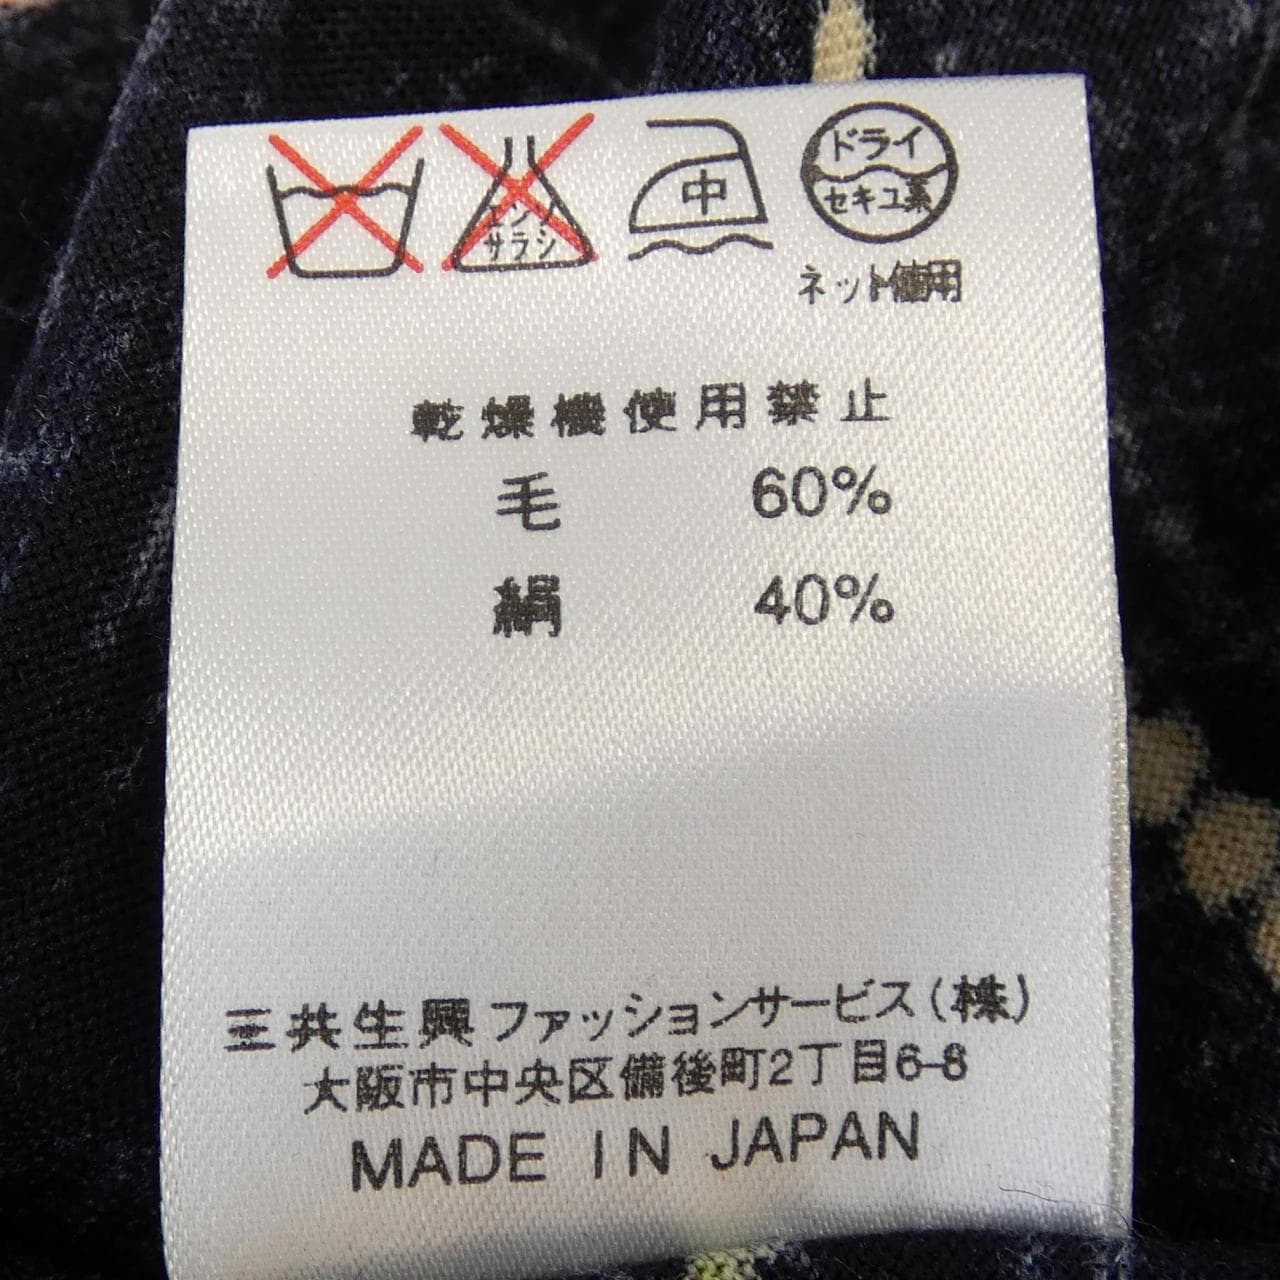 エンソ
サラシ
中
ドライ
セキユ系
ネット使用
乾燥機使用禁止
毛 60%
絹 40%
三共生興ファッションサービス(株)
大阪市中央区備後町2丁目6-8
MADE IN JAPAN